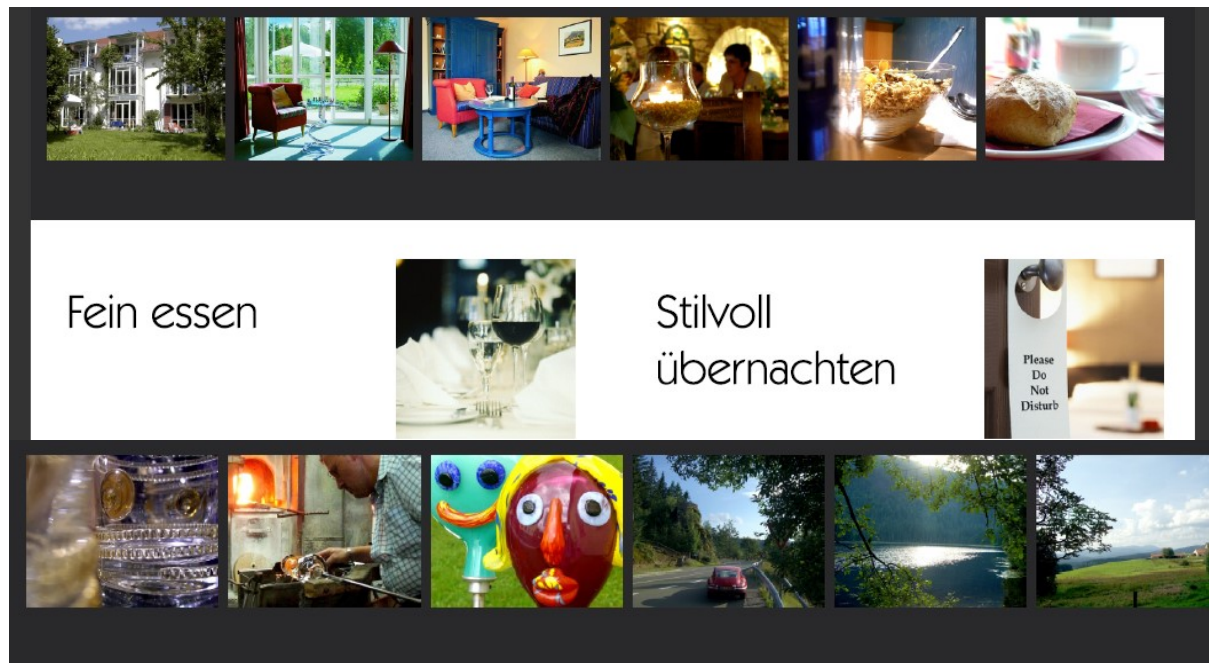 Fein essen
Stilvoll
übernachten
Please
Do
Not
Disturb